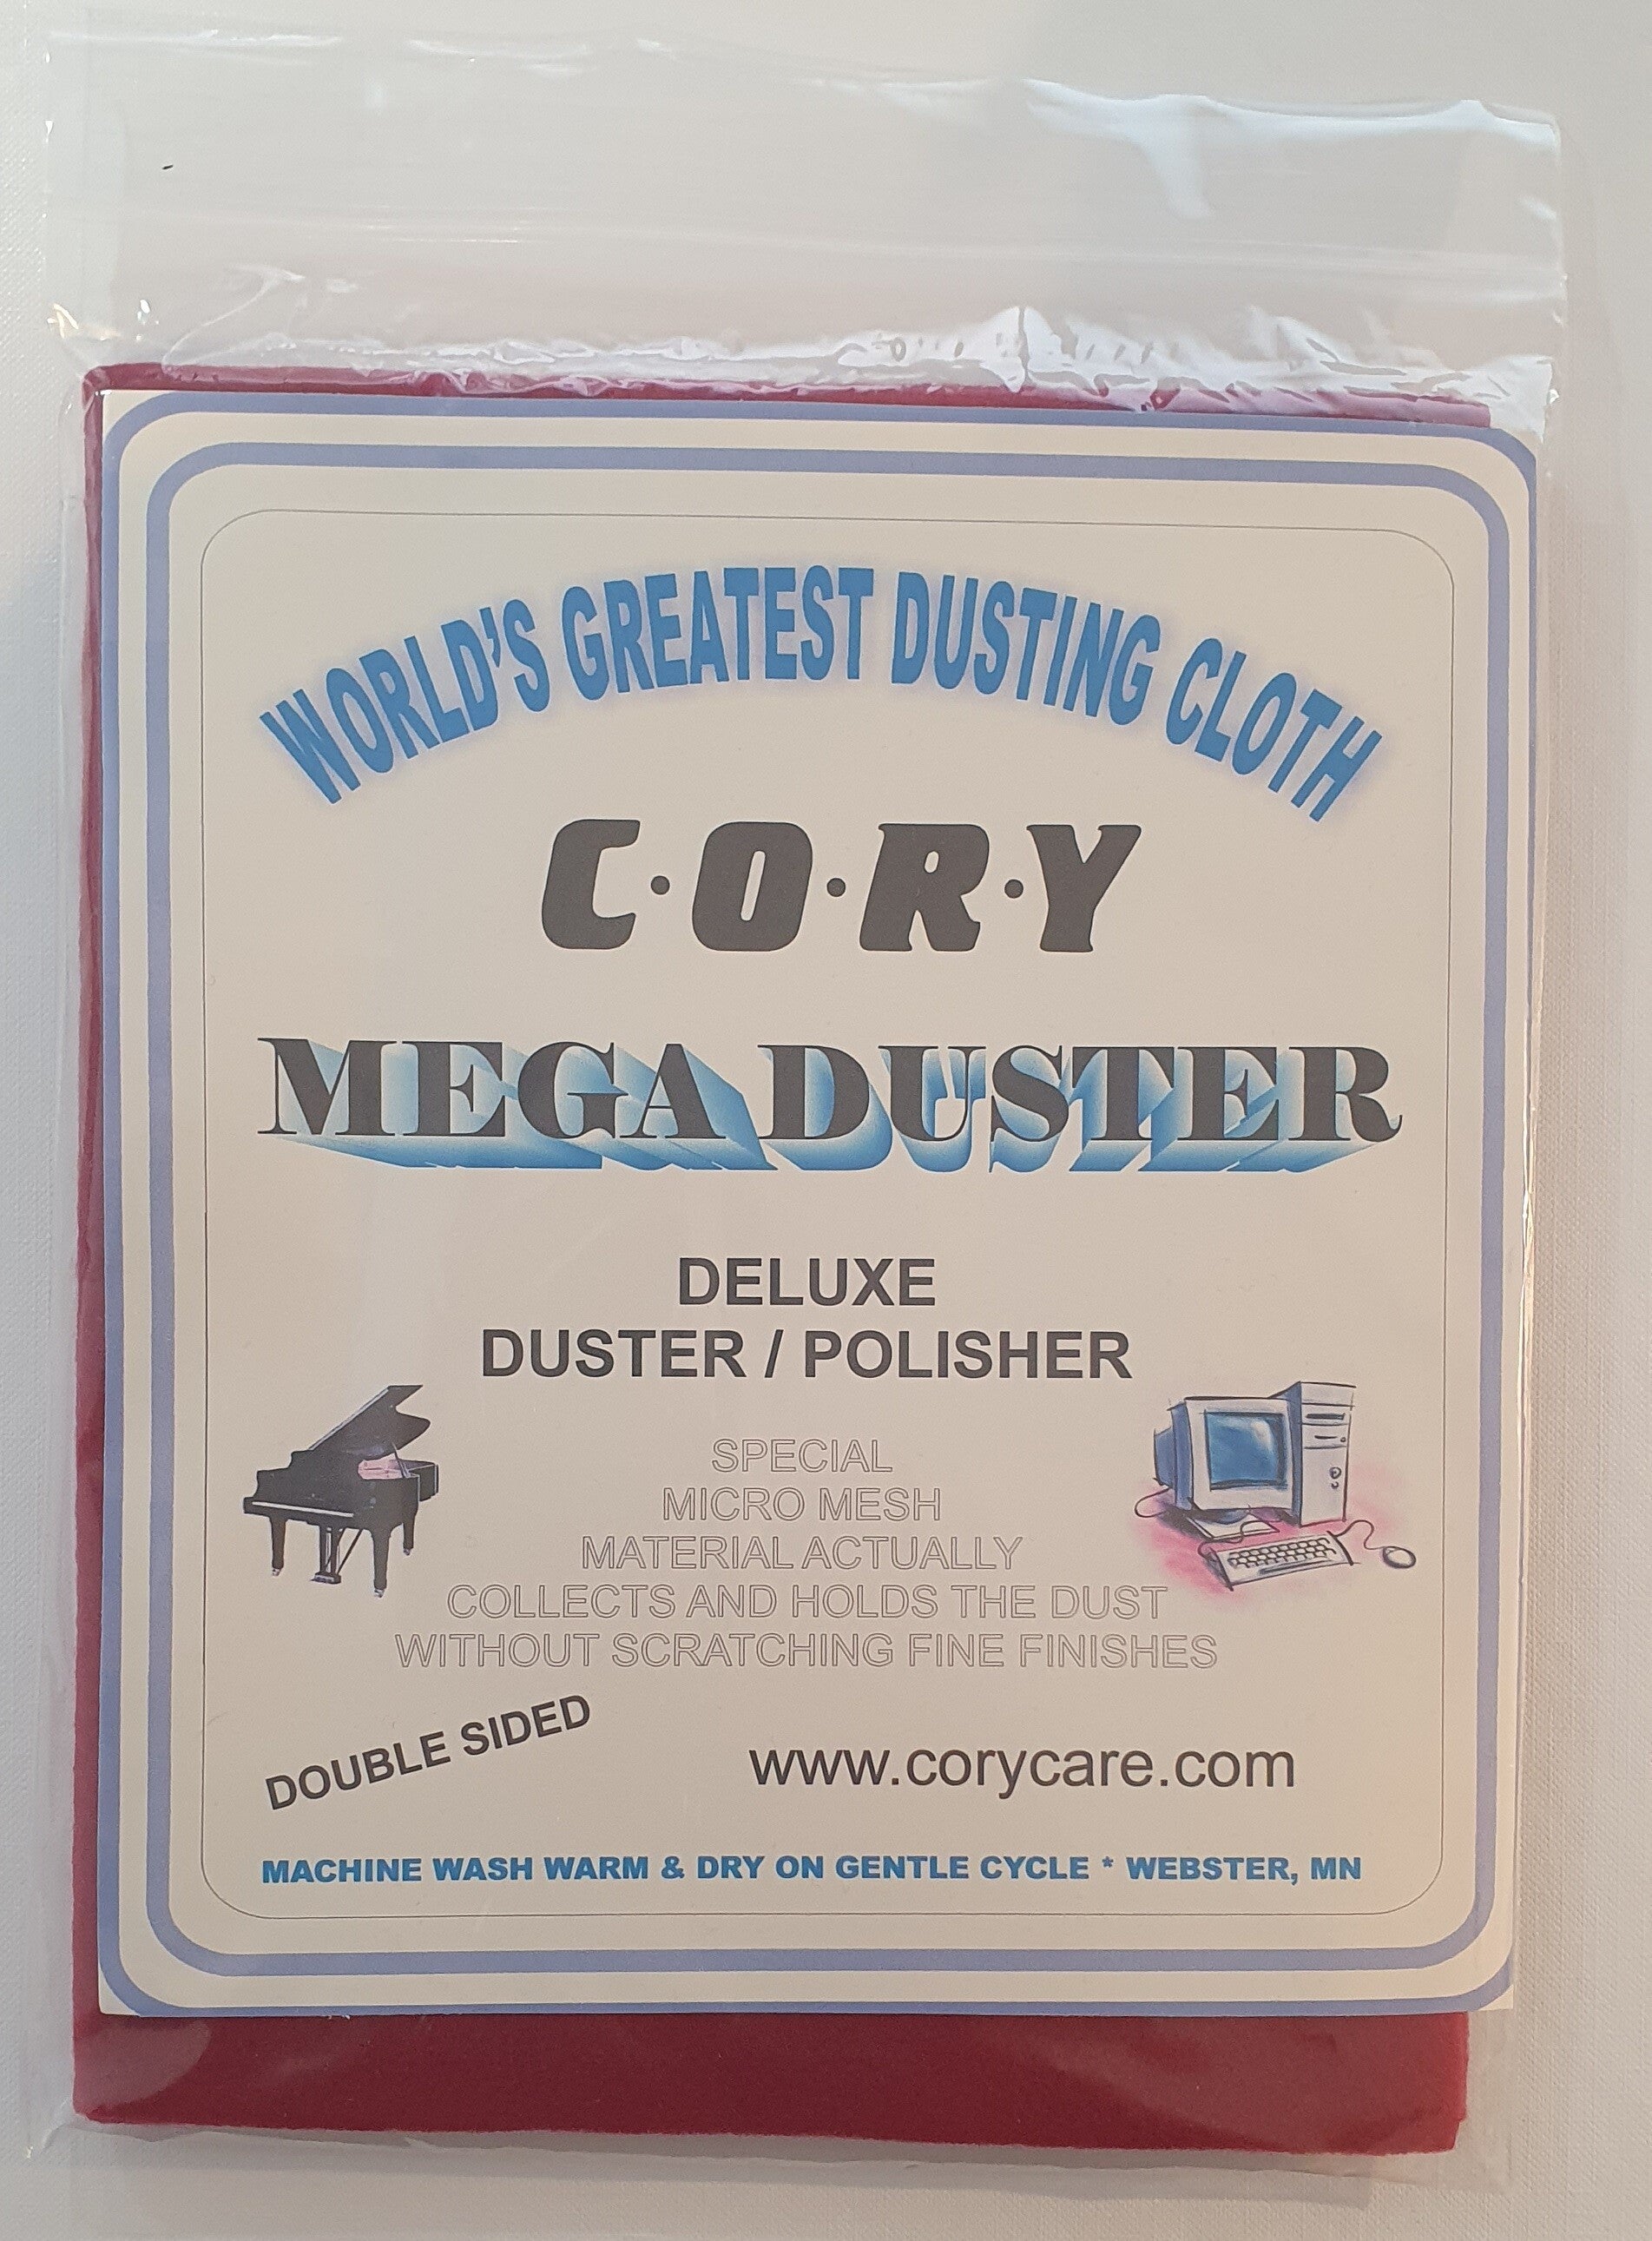 WORLD'S GREATEST DUSTING CLOTH
C·O·R·Y
MEGA DUSTER
DELUXE
DUSTER / POLISHER
SPECIAL
MICRO MESH
MATERIAL ACTUALLY
COLLECTS AND HOLDS THE DUST
WITHOUT SCRATCHING FINE FINISHES
DOUBLE SIDED
www.corycare.com
MACHINE WASH WARM & DRY ON GENTLE CYCLE * WEBSTER, MN